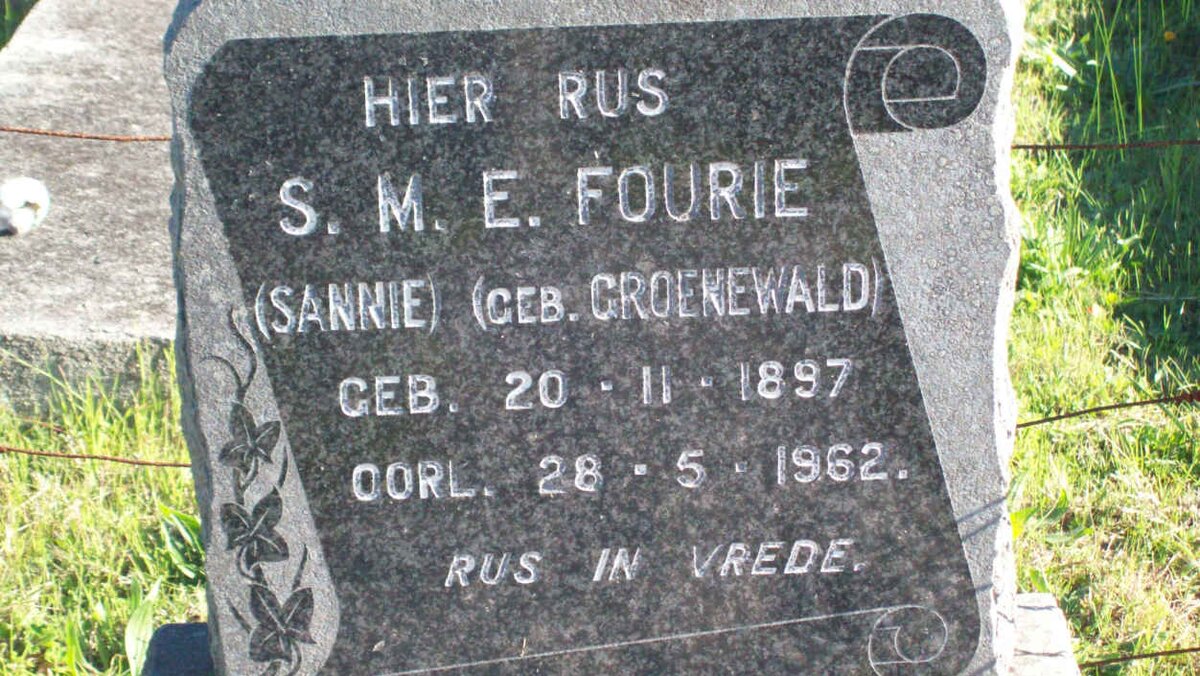 HIER RUS
S. M. E. FOURIE
(SANNIE) (GEB. GROENEWALD)
GEB. 20 - 11 - 1897
OORL. 28 - 5 - 1962.
RUS IN VREDE.